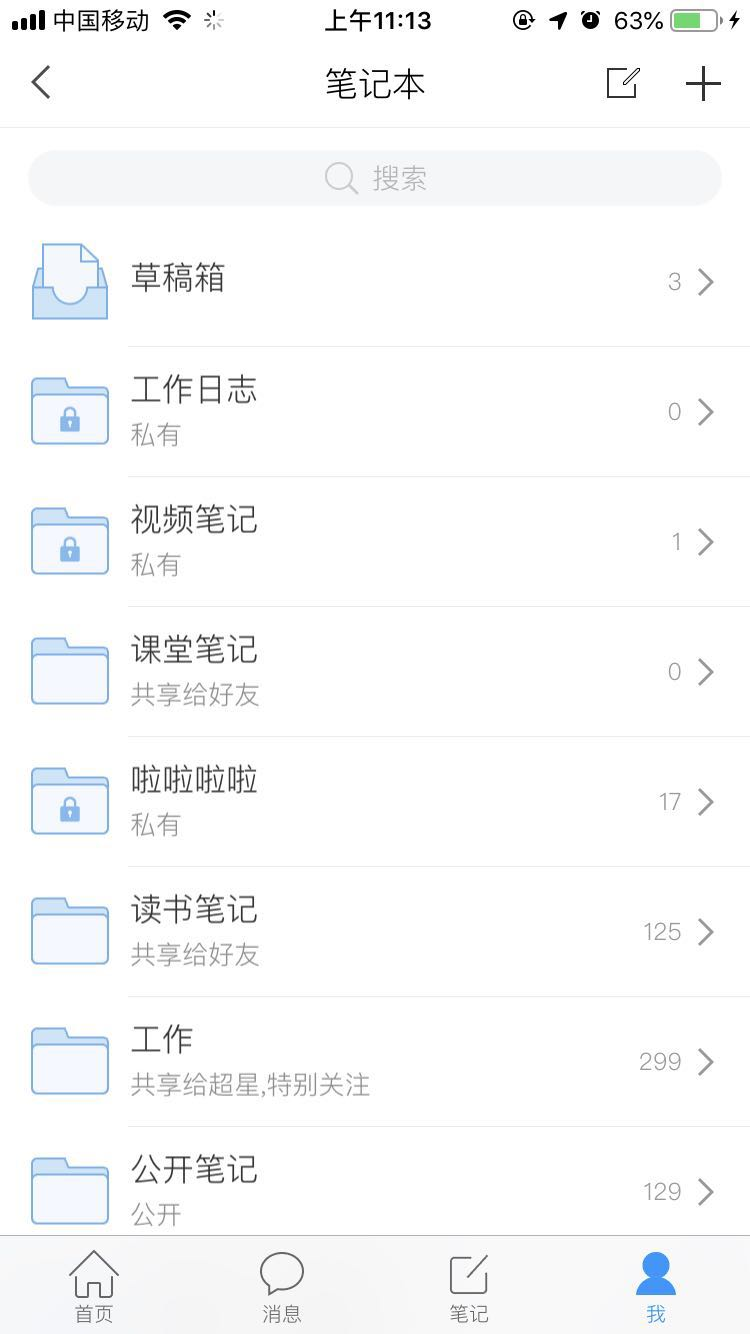 中国移动 上午11:13 63%
笔记本
搜索
草稿箱 3
工作日志 0
私有
视频笔记 1
私有
课堂笔记 0
共享给好友
啦啦啦啦 17
私有
读书笔记 125
共享给好友
工作 299
共享给超星,特别关注
公开笔记 129
公开
首页 消息 笔记 我